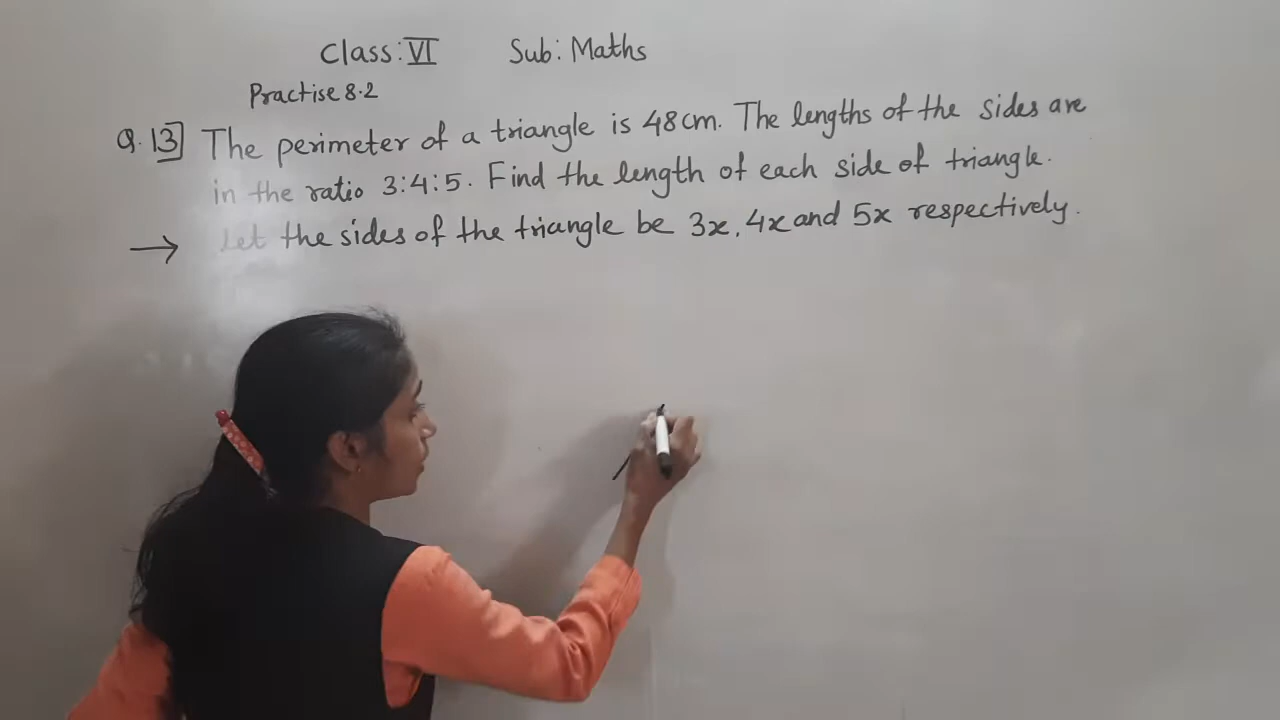 Class: VI Sub: Maths
Practise 8.2
Q.13] The perimeter of a triangle is 48cm. The lengths of the sides are
in the ratio 3:4:5. Find the length of each side of triangle.
→ Let the sides of the triangle be 3x, 4x and 5x respectively.